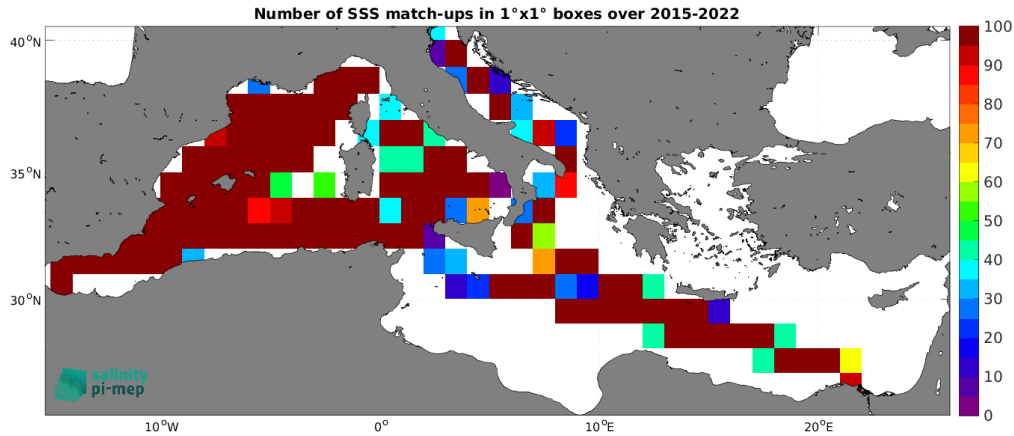 Number of SSS match-ups in 1°x1° boxes over 2015-2022
40°N
35°N
30°N
10°W
0°
10°E
20°E
100
90
80
70
60
50
40
30
20
10
0
salinity
pi-mep